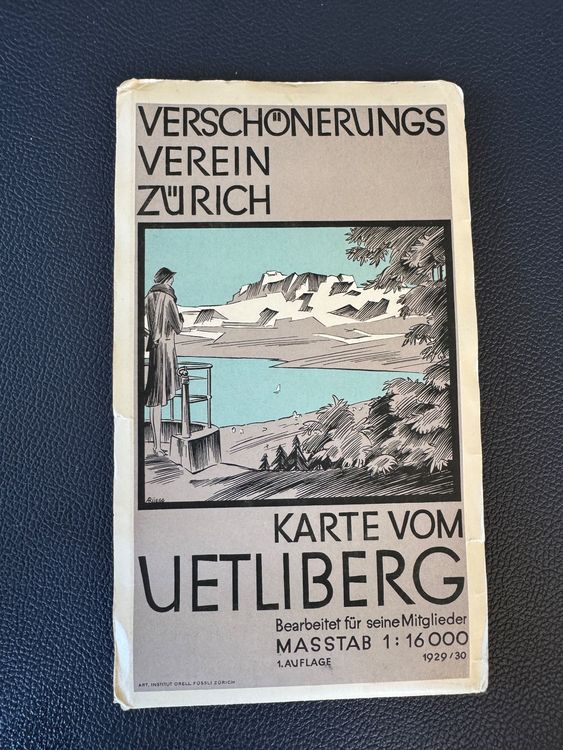 VERSCHÖNERUNGS
VEREIN
ZÜRICH
KARTE VOM
UETLIBERG
Bearbeitet für seine Mitglieder
MASSTAB 1:16000
1. AUFLAGE 1929/30
ART. INSTITUT ORELL FÜSSLI ZÜRICH